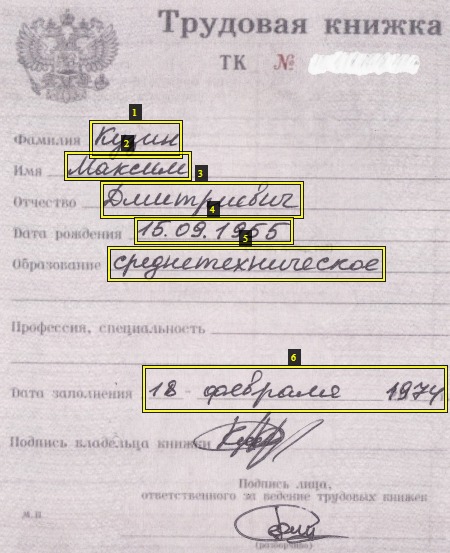 Трудовая книжка
ТК №
1
Фамилия
2
Имя Максим
3
Отчество Дмитриевич
4
Дата рождения 15.09.1955
5
Образование среднетехническое
Профессия, специальность
6
Дата заполнения 18 февраля 1974
Подпись владельца книжки
Подпись лица,
ответственного за ведение трудовых книжек
м.п.
(разборчиво)